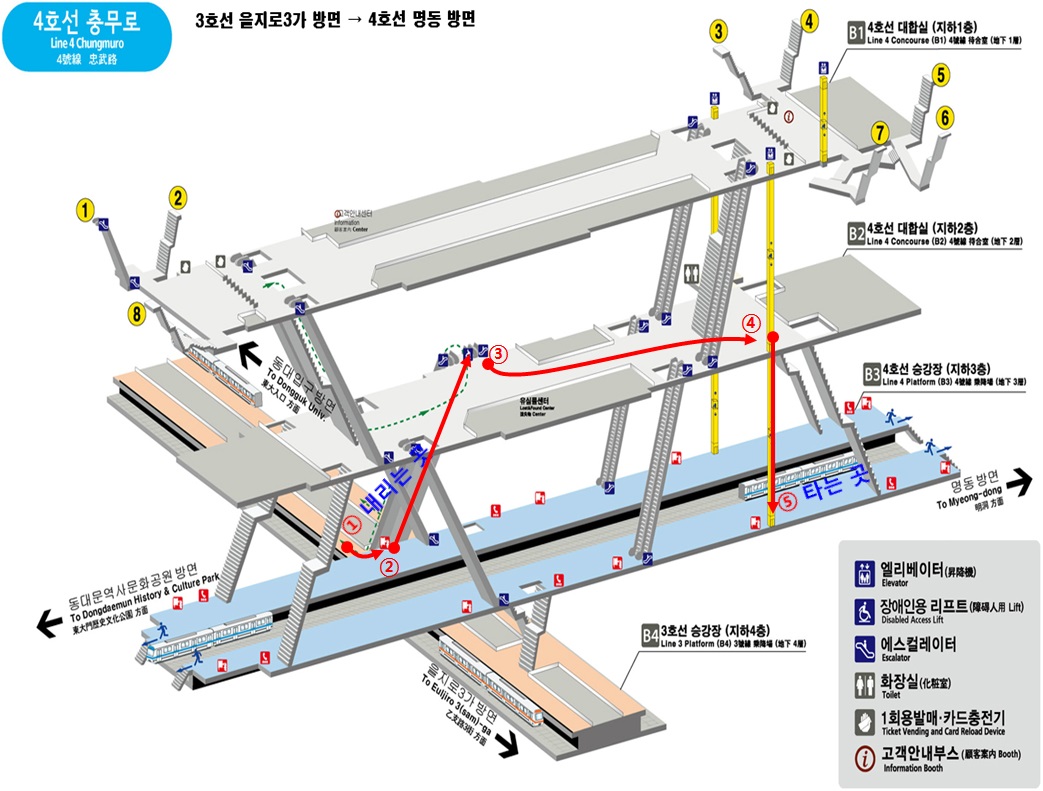 4호선 충무로
Line 4 Chungmuro
4號線 忠武路
3호선 을지로3가 방면 → 4호선 명동 방면
3
4
5
6
7
B1 4호선 대합실 (지하1층)
Line 4 Concourse (B1) 4號線 待合室 (地下 1層)
1
2
8
고객안내센터
Information
顧客案內 Center
B2 4호선 대합실 (지하2층)
Line 4 Concourse (B2) 4號線 待合室 (地下 2層)
동대입구 방면
To Dongguk Univ.
東大入口 方面
③
④
유실물센터
Lost&Found Center
遺失物 Center
B3 4호선 승강장 (지하3층)
Line 4 Platform (B3) 4號線 乘降場 (地下 3層)
내리는 곳
①
②
타는 곳
⑤
명동 방면
To Myeong-dong
明洞 方面
동대문역사문화공원 방면
To Dongdaemun History & Culture Park
東大門歷史文化公園 方面
B4 3호선 승강장 (지하4층)
Line 3 Platform (B4) 3號線 乘降場 (地下 4層)
을지로3가 방면
To Euljiro 3(sam)-ga
乙支路3街 方面
엘리베이터(昇降機)
Elevator
장애인용 리프트(障碍人用 Lift)
Disabled Access Lift
에스컬레이터
Escalator
화장실(化粧室)
Toilet
1회용발매·카드충전기
Ticket Vending and Card Reload Device
고객안내부스(顧客案內 Booth)
Information Booth